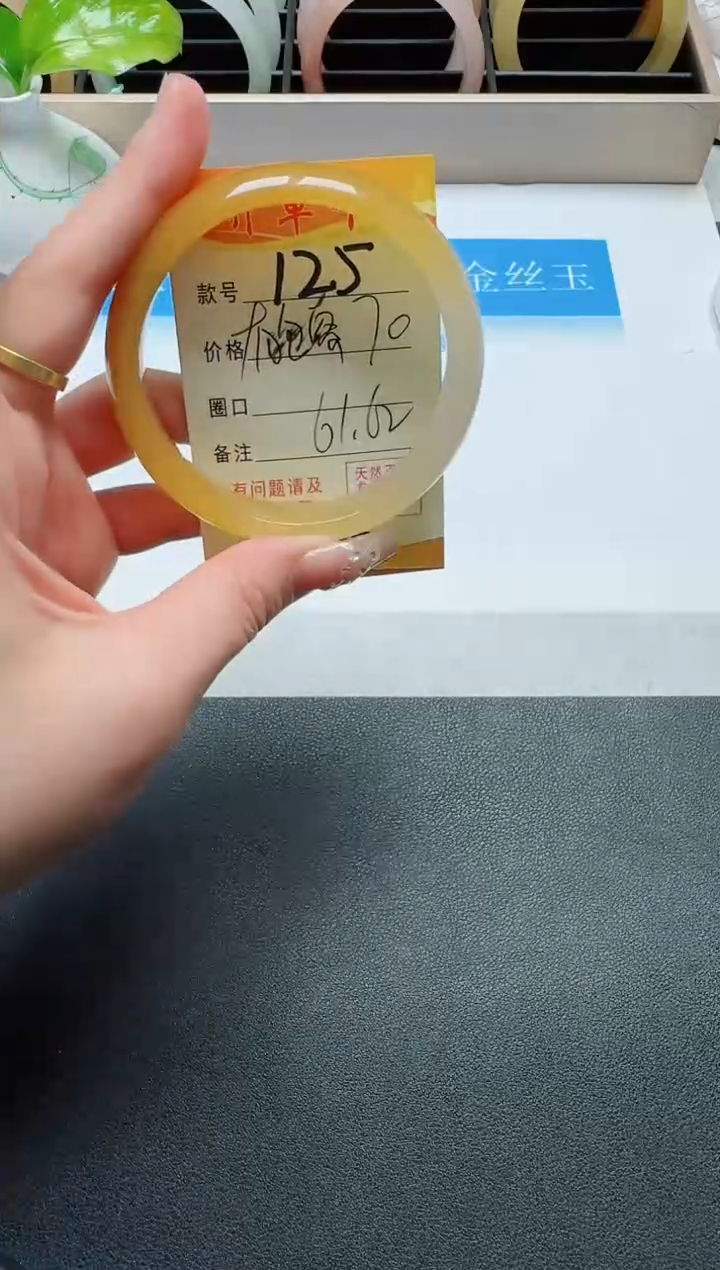 单
款号 125
价格 70
圈口 61.62
备注
有问题请及
天然
金丝玉